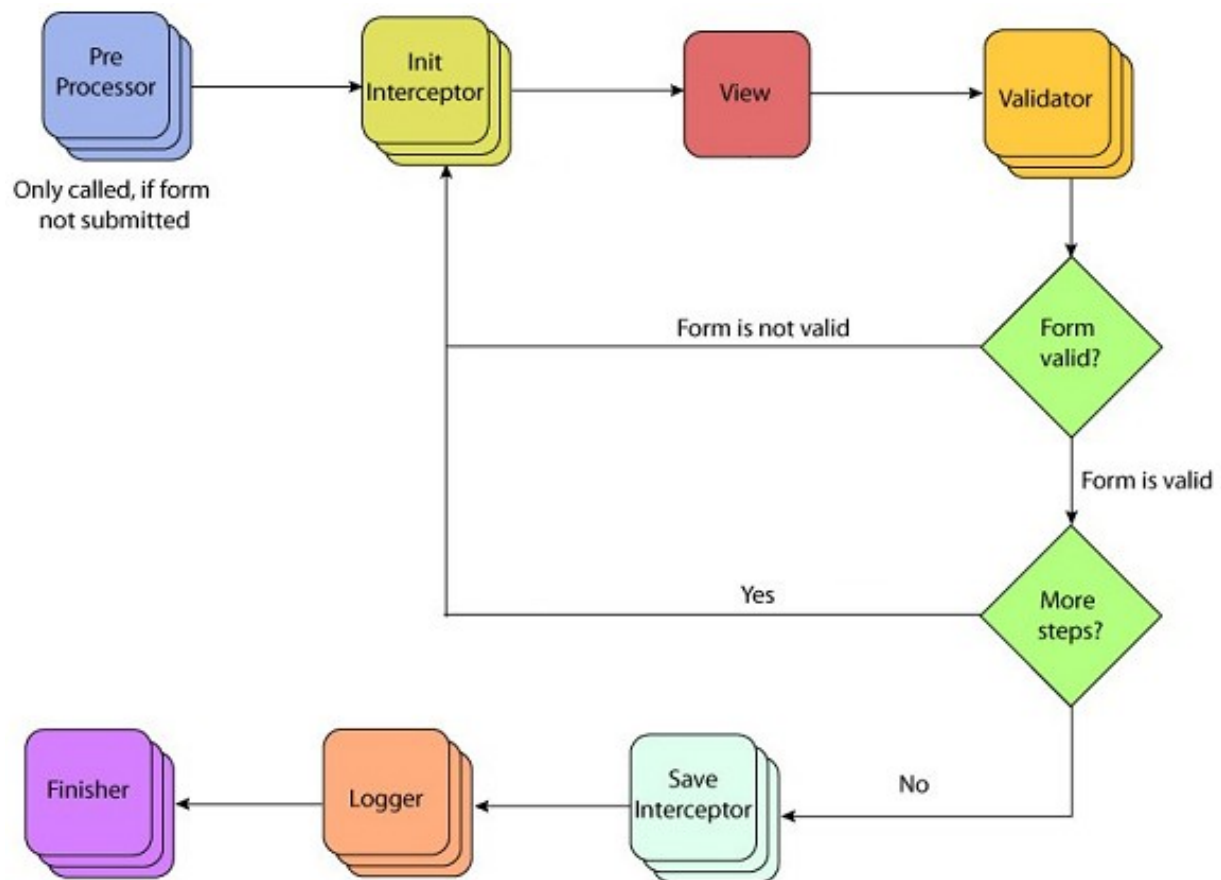 Pre
Processor
Init
Interceptor
View
Validator
Only called, if form
not submitted
Form is not valid
Form
valid?
Form is valid
Yes
More
steps?
Finisher
Logger
Save
Interceptor
No